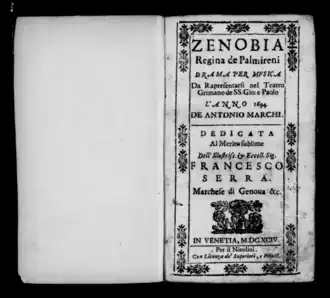 ZENOBIA
Regina de Palmireni
DRAMA PER MUSICA
Da Rapresentarsi nel Teatro
Grimano de SS. Gio: e Paolo
L'ANNO 1694.
DE ANTONIO MARCHI.
DEDICATA
Al Merito sublime
Dell' Illustriss. & Eccell. Sig.
FRANCESCO
SERRA.
Marchese di Genoua &c.
IN VENETIA, M.DCXCIV.
Per il Nicolini.
Con Licenza de' Superiori, e Privil.